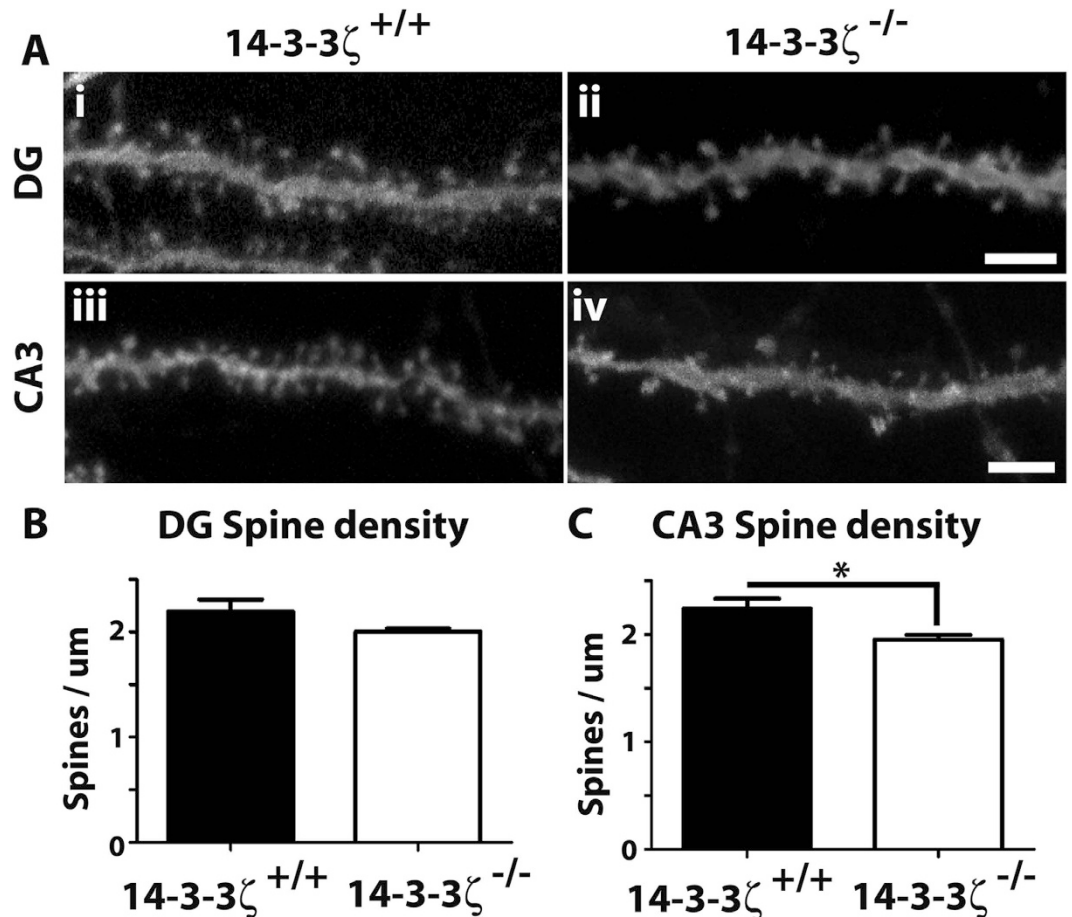 14-3-3ζ +/+ 14-3-3ζ -/-
A
i ii
DG
iii iv
CA3
B DG Spine density
C CA3 Spine density
*
Spines / um
2
1
0
14-3-3ζ +/+ 14-3-3ζ -/-
Spines / um
2
1
0
14-3-3ζ +/+ 14-3-3ζ -/-